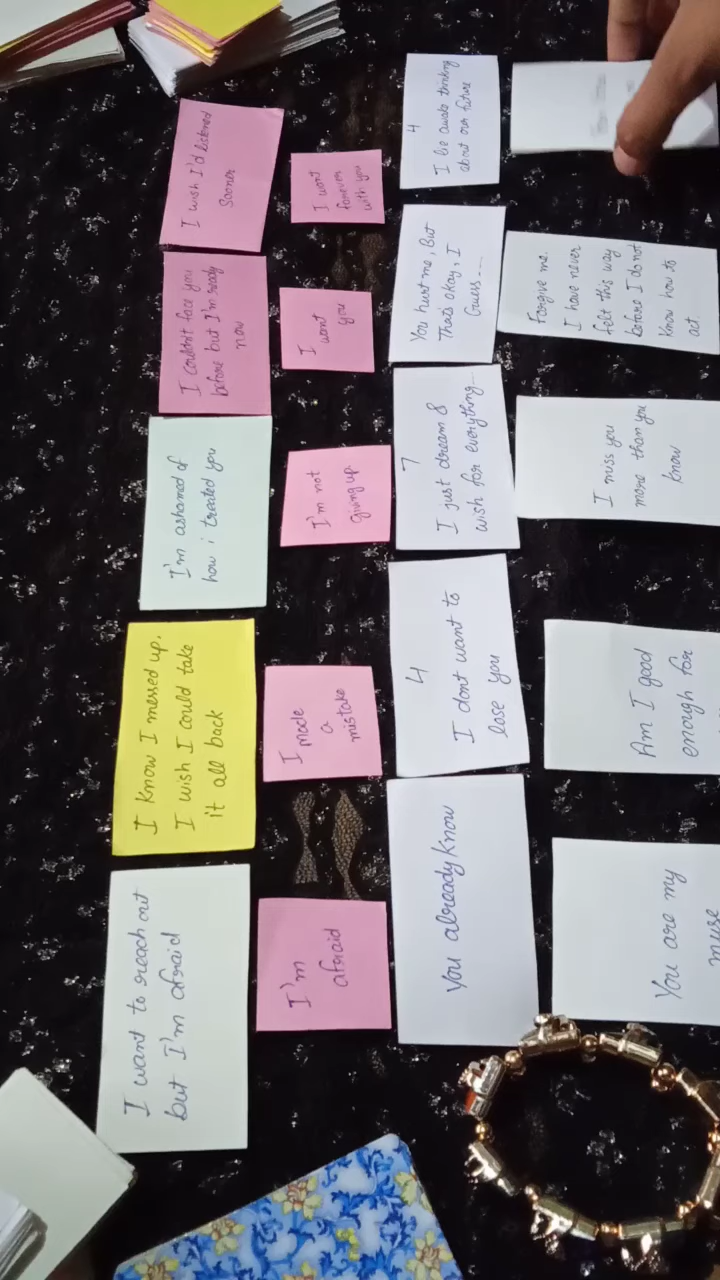 I want to reach out
but I'm afraid
I know I messed up,
I wish I could take
it all back
I'm ashamed of
how i treated you
I couldn't face you
before but I'm ready
now
I wish I'd listened
sooner
I'm
afraid
I made
a
mistake
I'm not
giving up
I want
you
I want
forever
with you
You already know
4
I dont want to
lose you
7
I just dream &
wish for everything...
You hurt me, But
That's okay, I
Guess....
4
I lie awake thinking
about our future
You are my
muse
Am I good
enough for
I miss you
more than you
know
Forgive me.
I have never
felt this way
before I do not
know how to
act